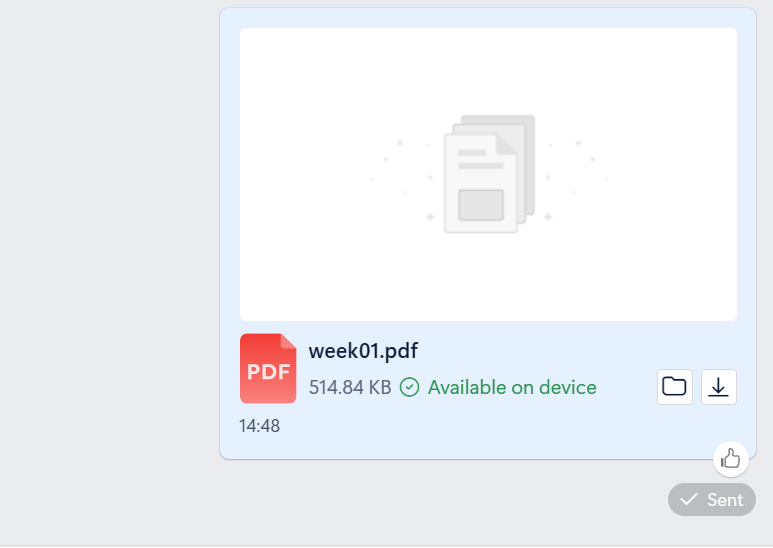 PDF
week01.pdf
514.84 KB Available on device
14:48
Sent